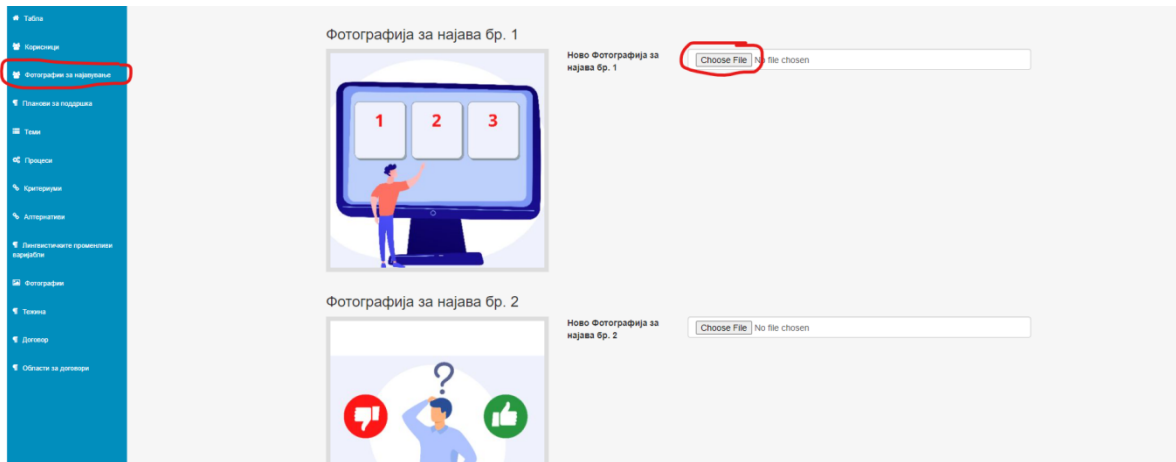 Табла
Корисници
Фотографии за најавување
Планови за поддршка
Теми
Процеси
Критериуми
Алтернативи
Лингвистичките променливи
варијабли
Фотографии
Тежина
Договор
Области за договори
Фотографија за најава бр. 1
1 2 3
Ново Фотографија за
најава бр. 1
Choose File No file chosen
Фотографија за најава бр. 2
?
Ново Фотографија за
најава бр. 2
Choose File No file chosen